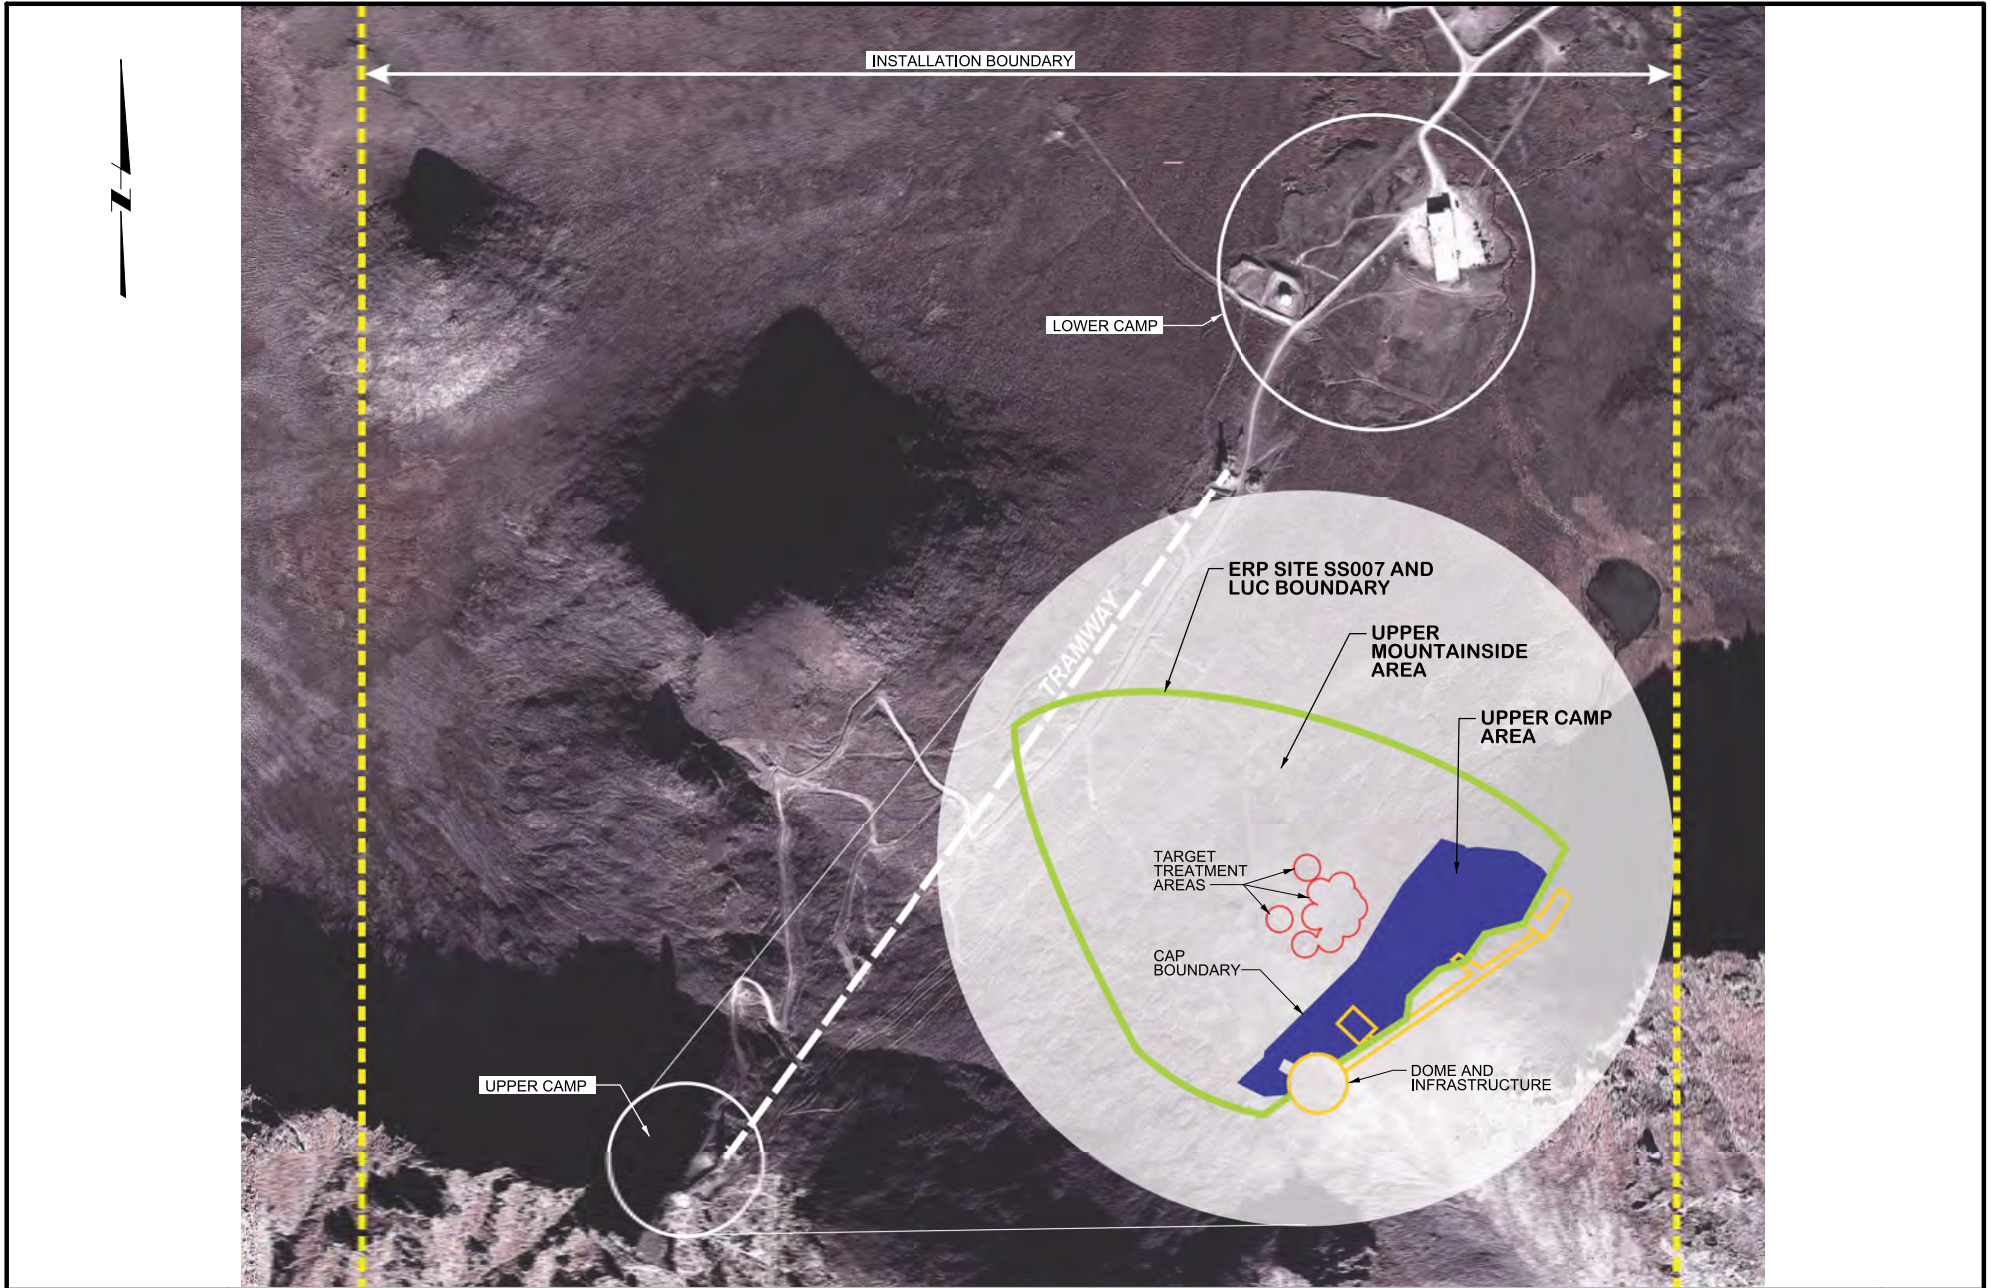 INSTALLATION BOUNDARY
N
LOWER CAMP
ERP SITE SS007 AND
LUC BOUNDARY
TRAMWAY
UPPER
MOUNTAINSIDE
AREA
UPPER CAMP
AREA
TARGET
TREATMENT
AREAS
CAP
BOUNDARY
UPPER CAMP
DOME AND
INFRASTRUCTURE